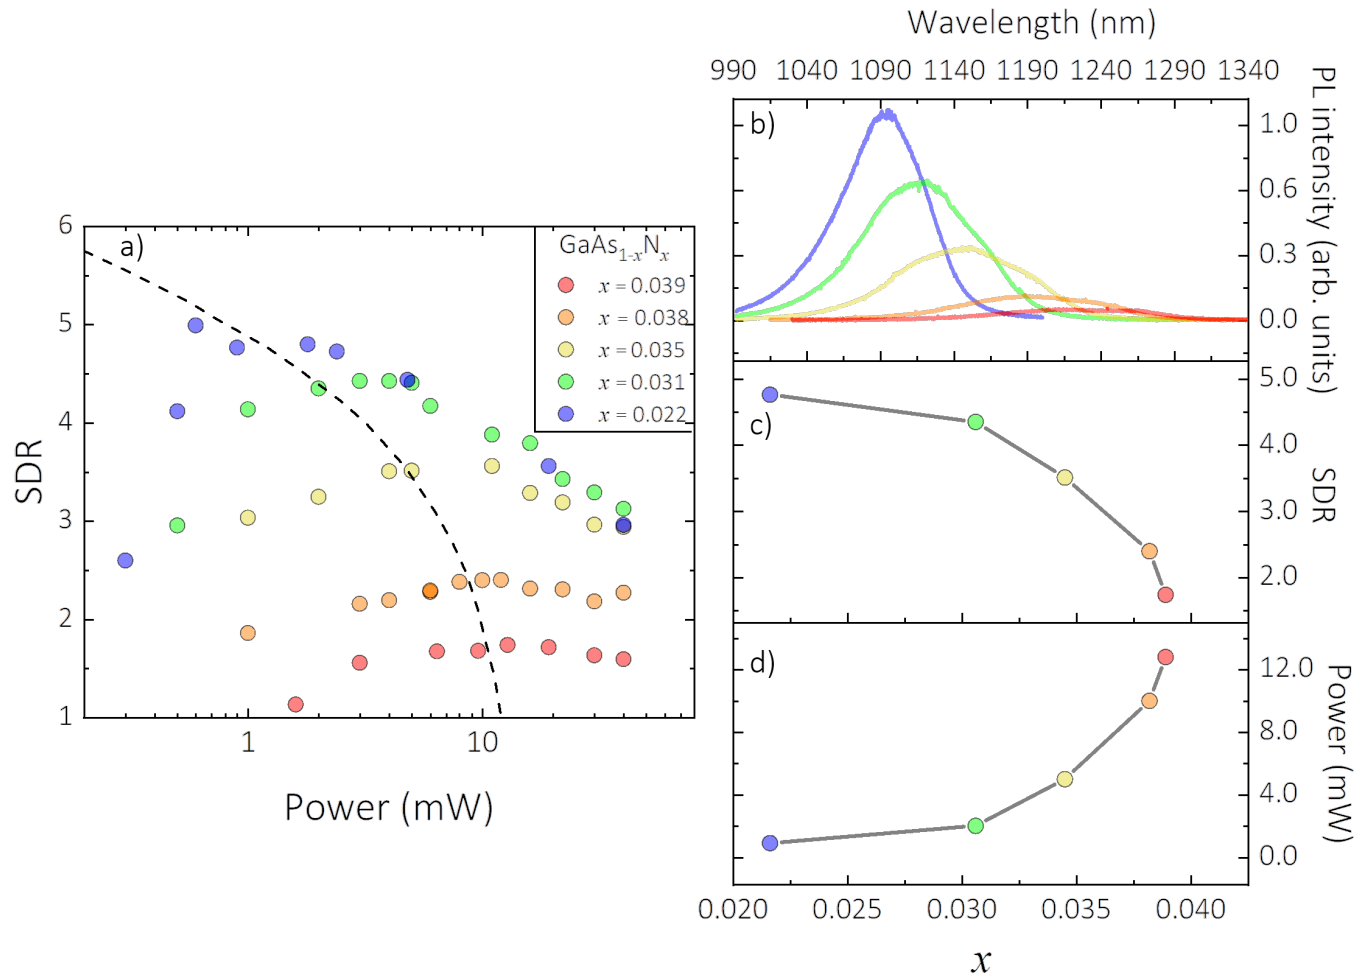 Wavelength (nm)
990 1040 1090 1140 1190 1240 1290 1340
b)
1.0
0.6
0.3
0.0
PL intensity (arb. units)
a)
GaAs1-xNx
x = 0.039
x = 0.038
x = 0.035
x = 0.031
x = 0.022
6
5
4
3
2
1
SDR
1 10
Power (mW)
c)
5.0
4.0
3.0
2.0
SDR
d)
12.0
8.0
4.0
0.0
Power (mW)
0.020 0.025 0.030 0.035 0.040
x